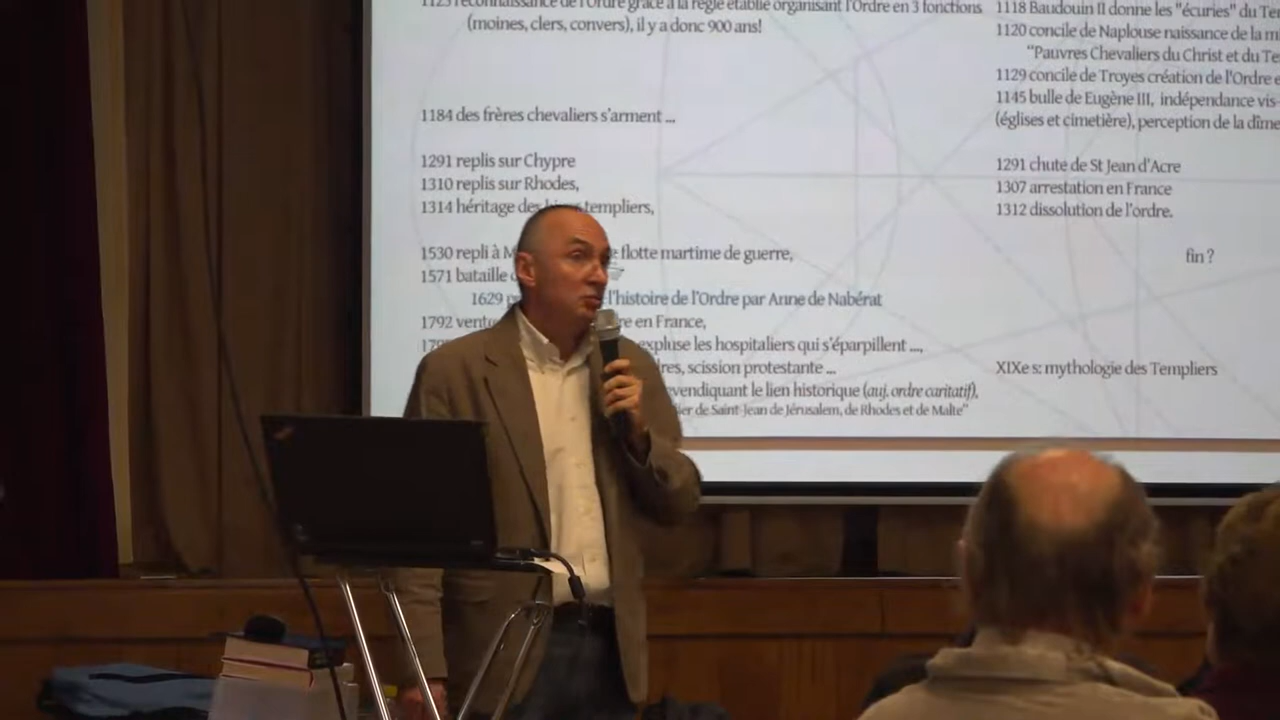 1123 reconnaissance de l'Ordre grâce à la règle établie organisant l'Ordre en 3 fonctions
(moines, clers, convers), il y a donc 900 ans!
1184 des frères chevaliers s'arment ...
1291 replis sur Chypre
1310 replis sur Rhodes,
1314 héritage des biens templiers,
1530 repli à flotte martime de guerre,
1571 bataille
1629 l'histoire de l'Ordre par Anne de Nabérat
1792 en France,
expluse les hospitaliers qui s'éparpillent ...,
scission protestante ...
le lien historique (auj. ordre caritatif),
de Saint-Jean de Jérusalem, de Rhodes et de Malte"
1118 Baudouin II donne les "écuries" du
1120 concile de Naplouse naissance de la
"Pauvres Chevaliers du Christ et du
1129 concile de Troyes création de l'Ordre
1145 bulle de Eugène III, indépendance
(églises et cimetière), perception de la dîme
1291 chute de St Jean d'Acre
1307 arrestation en France
1312 dissolution de l'ordre.
fin ?
XIXe s: mythologie des Templiers